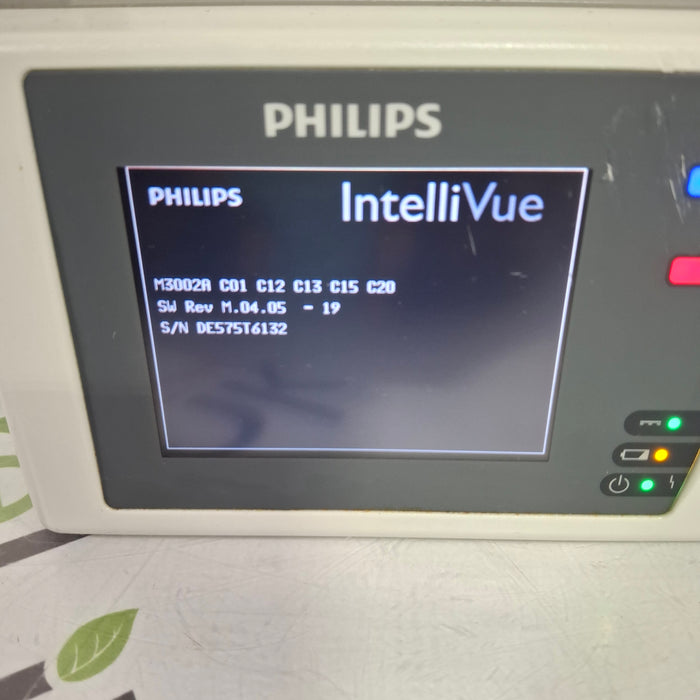 PHILIPS
PHILIPS IntelliVue
M3002A C01 C12 C13 C15 C20
SW Rev M.04.05 - 19
S/N DE575T6132